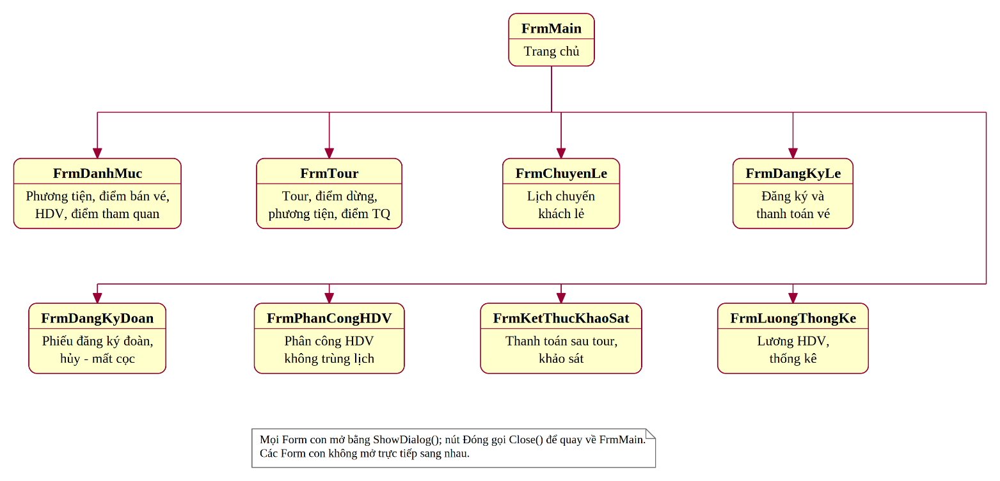 FrmMain
Trang chủ
FrmDanhMuc
Phương tiện, điểm bán vé,
HDV, điểm tham quan
FrmTour
Tour, điểm dừng,
phương tiện, điểm TQ
FrmChuyenLe
Lịch chuyến
khách lẻ
FrmDangKyLe
Đăng ký và
thanh toán vé
FrmDangKyDoan
Phiếu đăng ký đoàn,
hủy - mất cọc
FrmPhanCongHDV
Phân công HDV
không trùng lịch
FrmKetThucKhaoSat
Thanh toán sau tour,
khảo sát
FrmLuongThongKe
Lương HDV,
thống kê
Mọi Form con mở bằng ShowDialog(); nút Đóng gọi Close() để quay về FrmMain.
Các Form con không mở trực tiếp sang nhau.